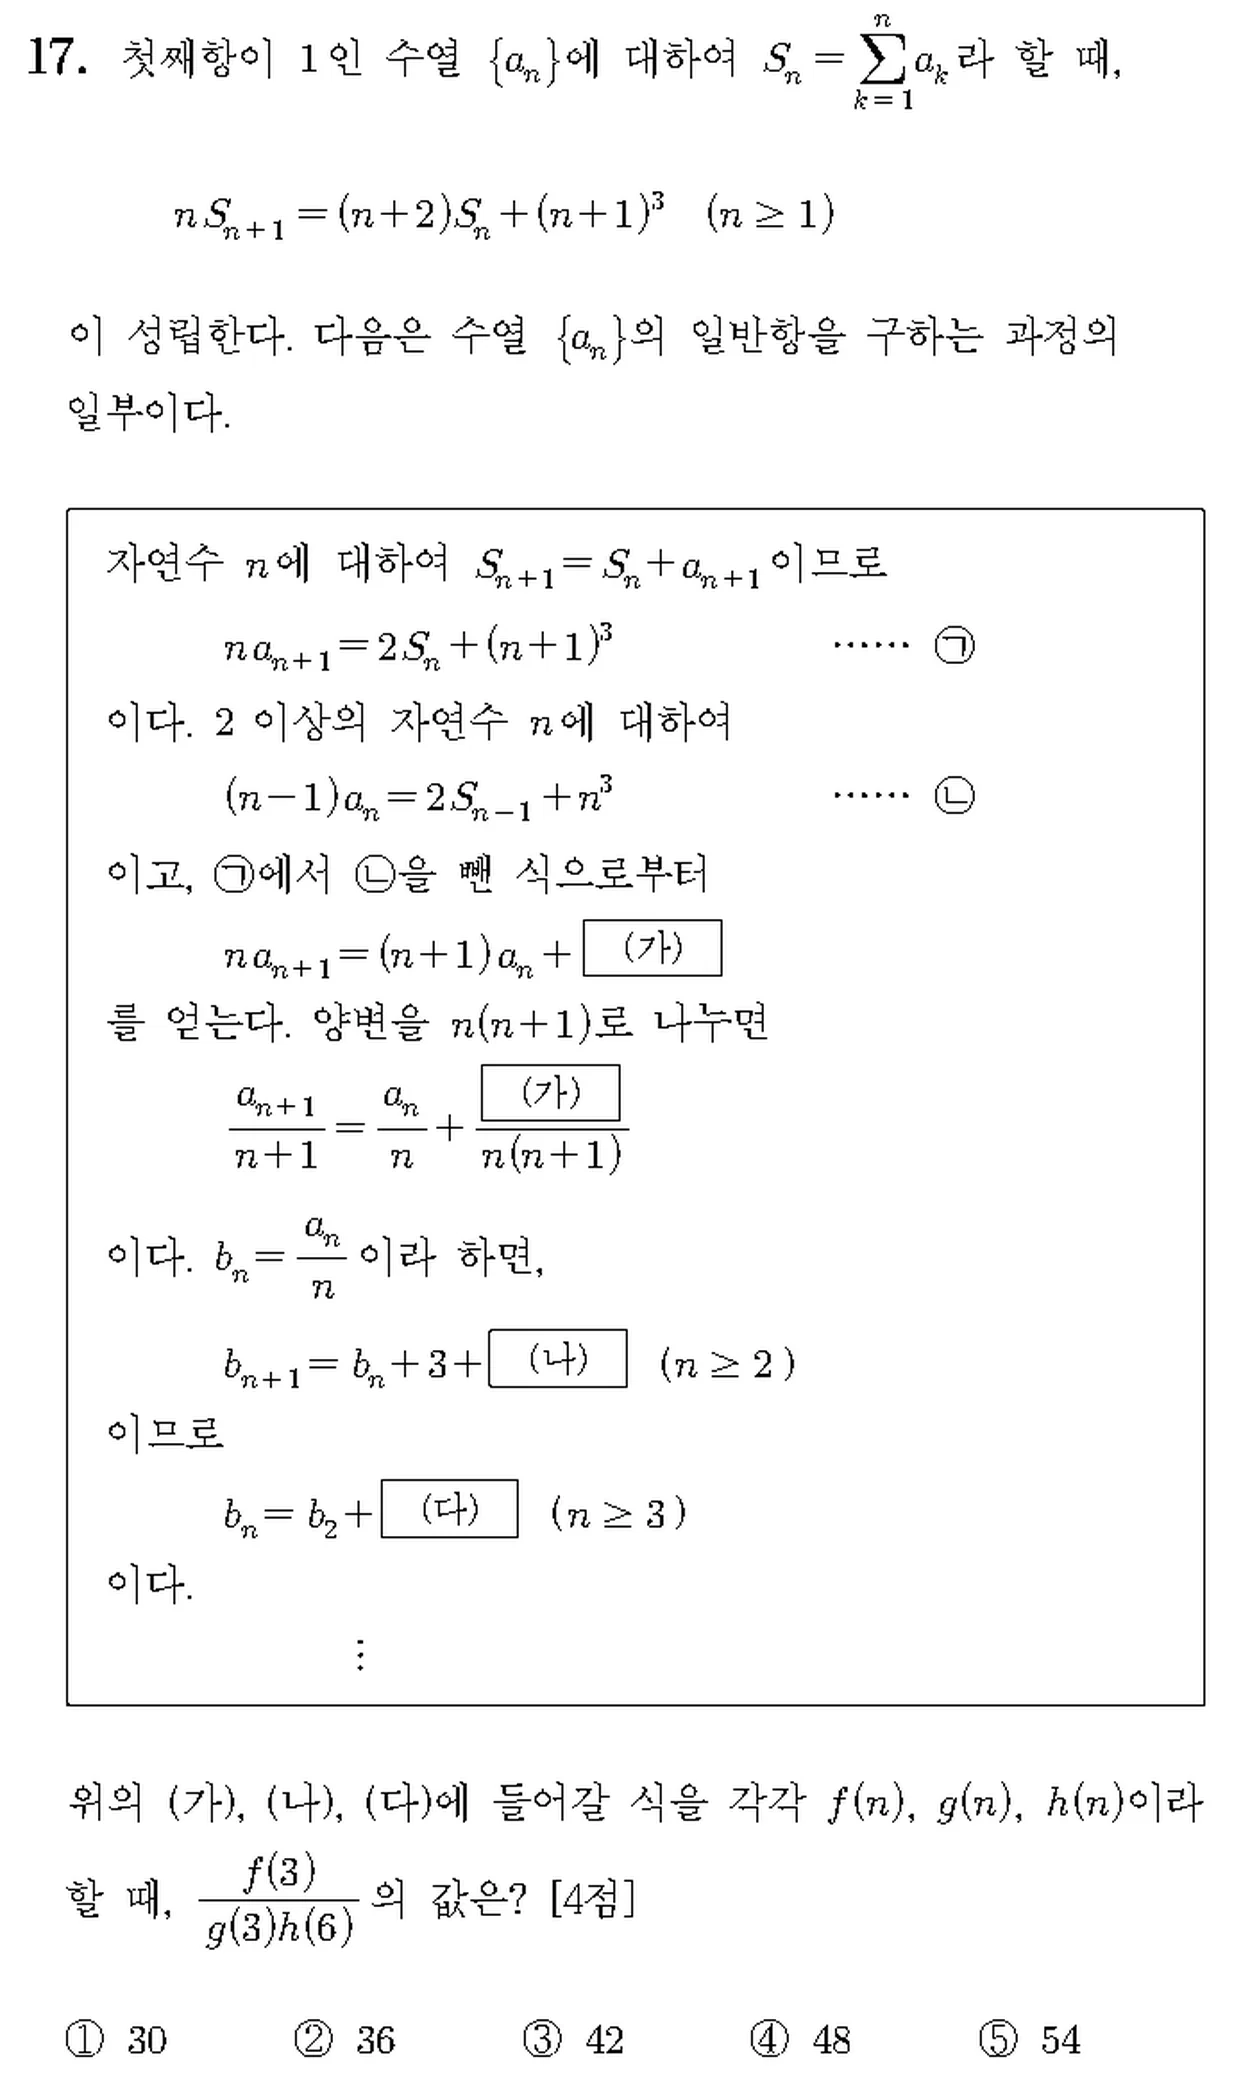 17. 첫째항이 1인 수열 {aₙ}에 대하여 Sₙ = ∑_{k=1}^{n} aₖ라 할 때,
nSₙ₊₁ = (n+2)Sₙ + (n+1)³ (n ≥ 1)
이 성립한다. 다음은 수열 {aₙ}의 일반항을 구하는 과정의
일부이다.
자연수 n에 대하여 Sₙ₊₁ = Sₙ + aₙ₊₁이므로
naₙ₊₁ = 2Sₙ + (n+1)³ ⋯⋯ ㉠
이다. 2 이상의 자연수 n에 대하여
(n−1)aₙ = 2Sₙ₋₁ + n³ ⋯⋯ ㉡
이고, ㉠에서 ㉡을 뺀 식으로부터
naₙ₊₁ = (n+1)aₙ + (가)
를 얻는다. 양변을 n(n+1)로 나누면
aₙ₊₁/(n+1) = aₙ/n + (가)/(n(n+1))
이다. bₙ = aₙ/n 이라 하면,
bₙ₊₁ = bₙ + 3 + (나) (n ≥ 2)
이므로
bₙ = b₂ + (다) (n ≥ 3)
이다.
⋮
위의 (가), (나), (다)에 들어갈 식을 각각 f(n), g(n), h(n)이라
할 때, f(3)/(g(3)h(6)) 의 값은? [4점]
① 30 ② 36 ③ 42 ④ 48 ⑤ 54